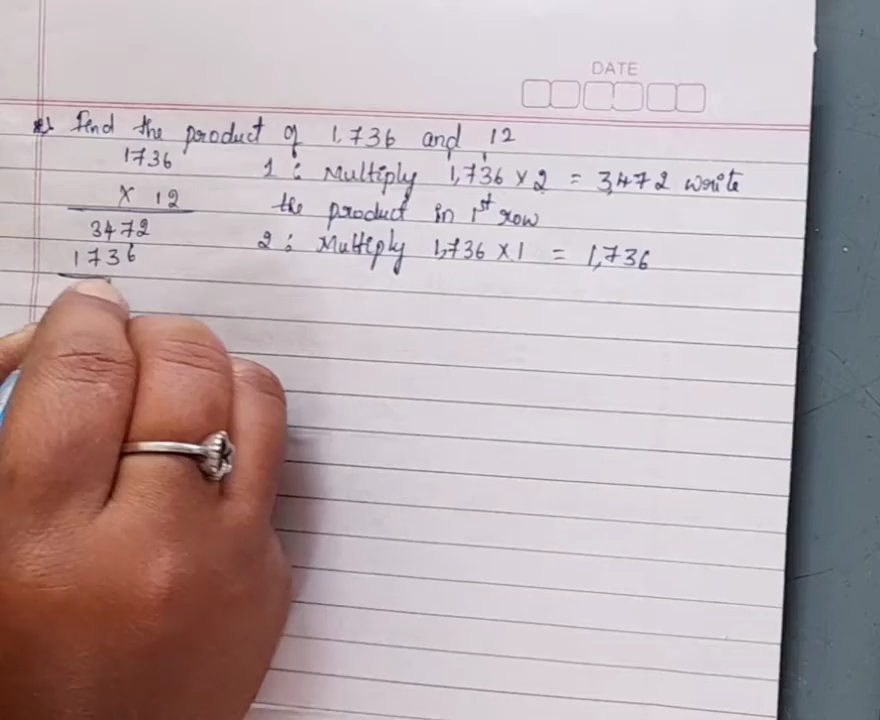 DATE
Find the product of 1,736 and 12
1736
× 12
3472
1736
1 : Multiply 1,736 × 2 = 3,472 write
the product in 1st row
2 : Multiply 1,736 × 1 = 1,736